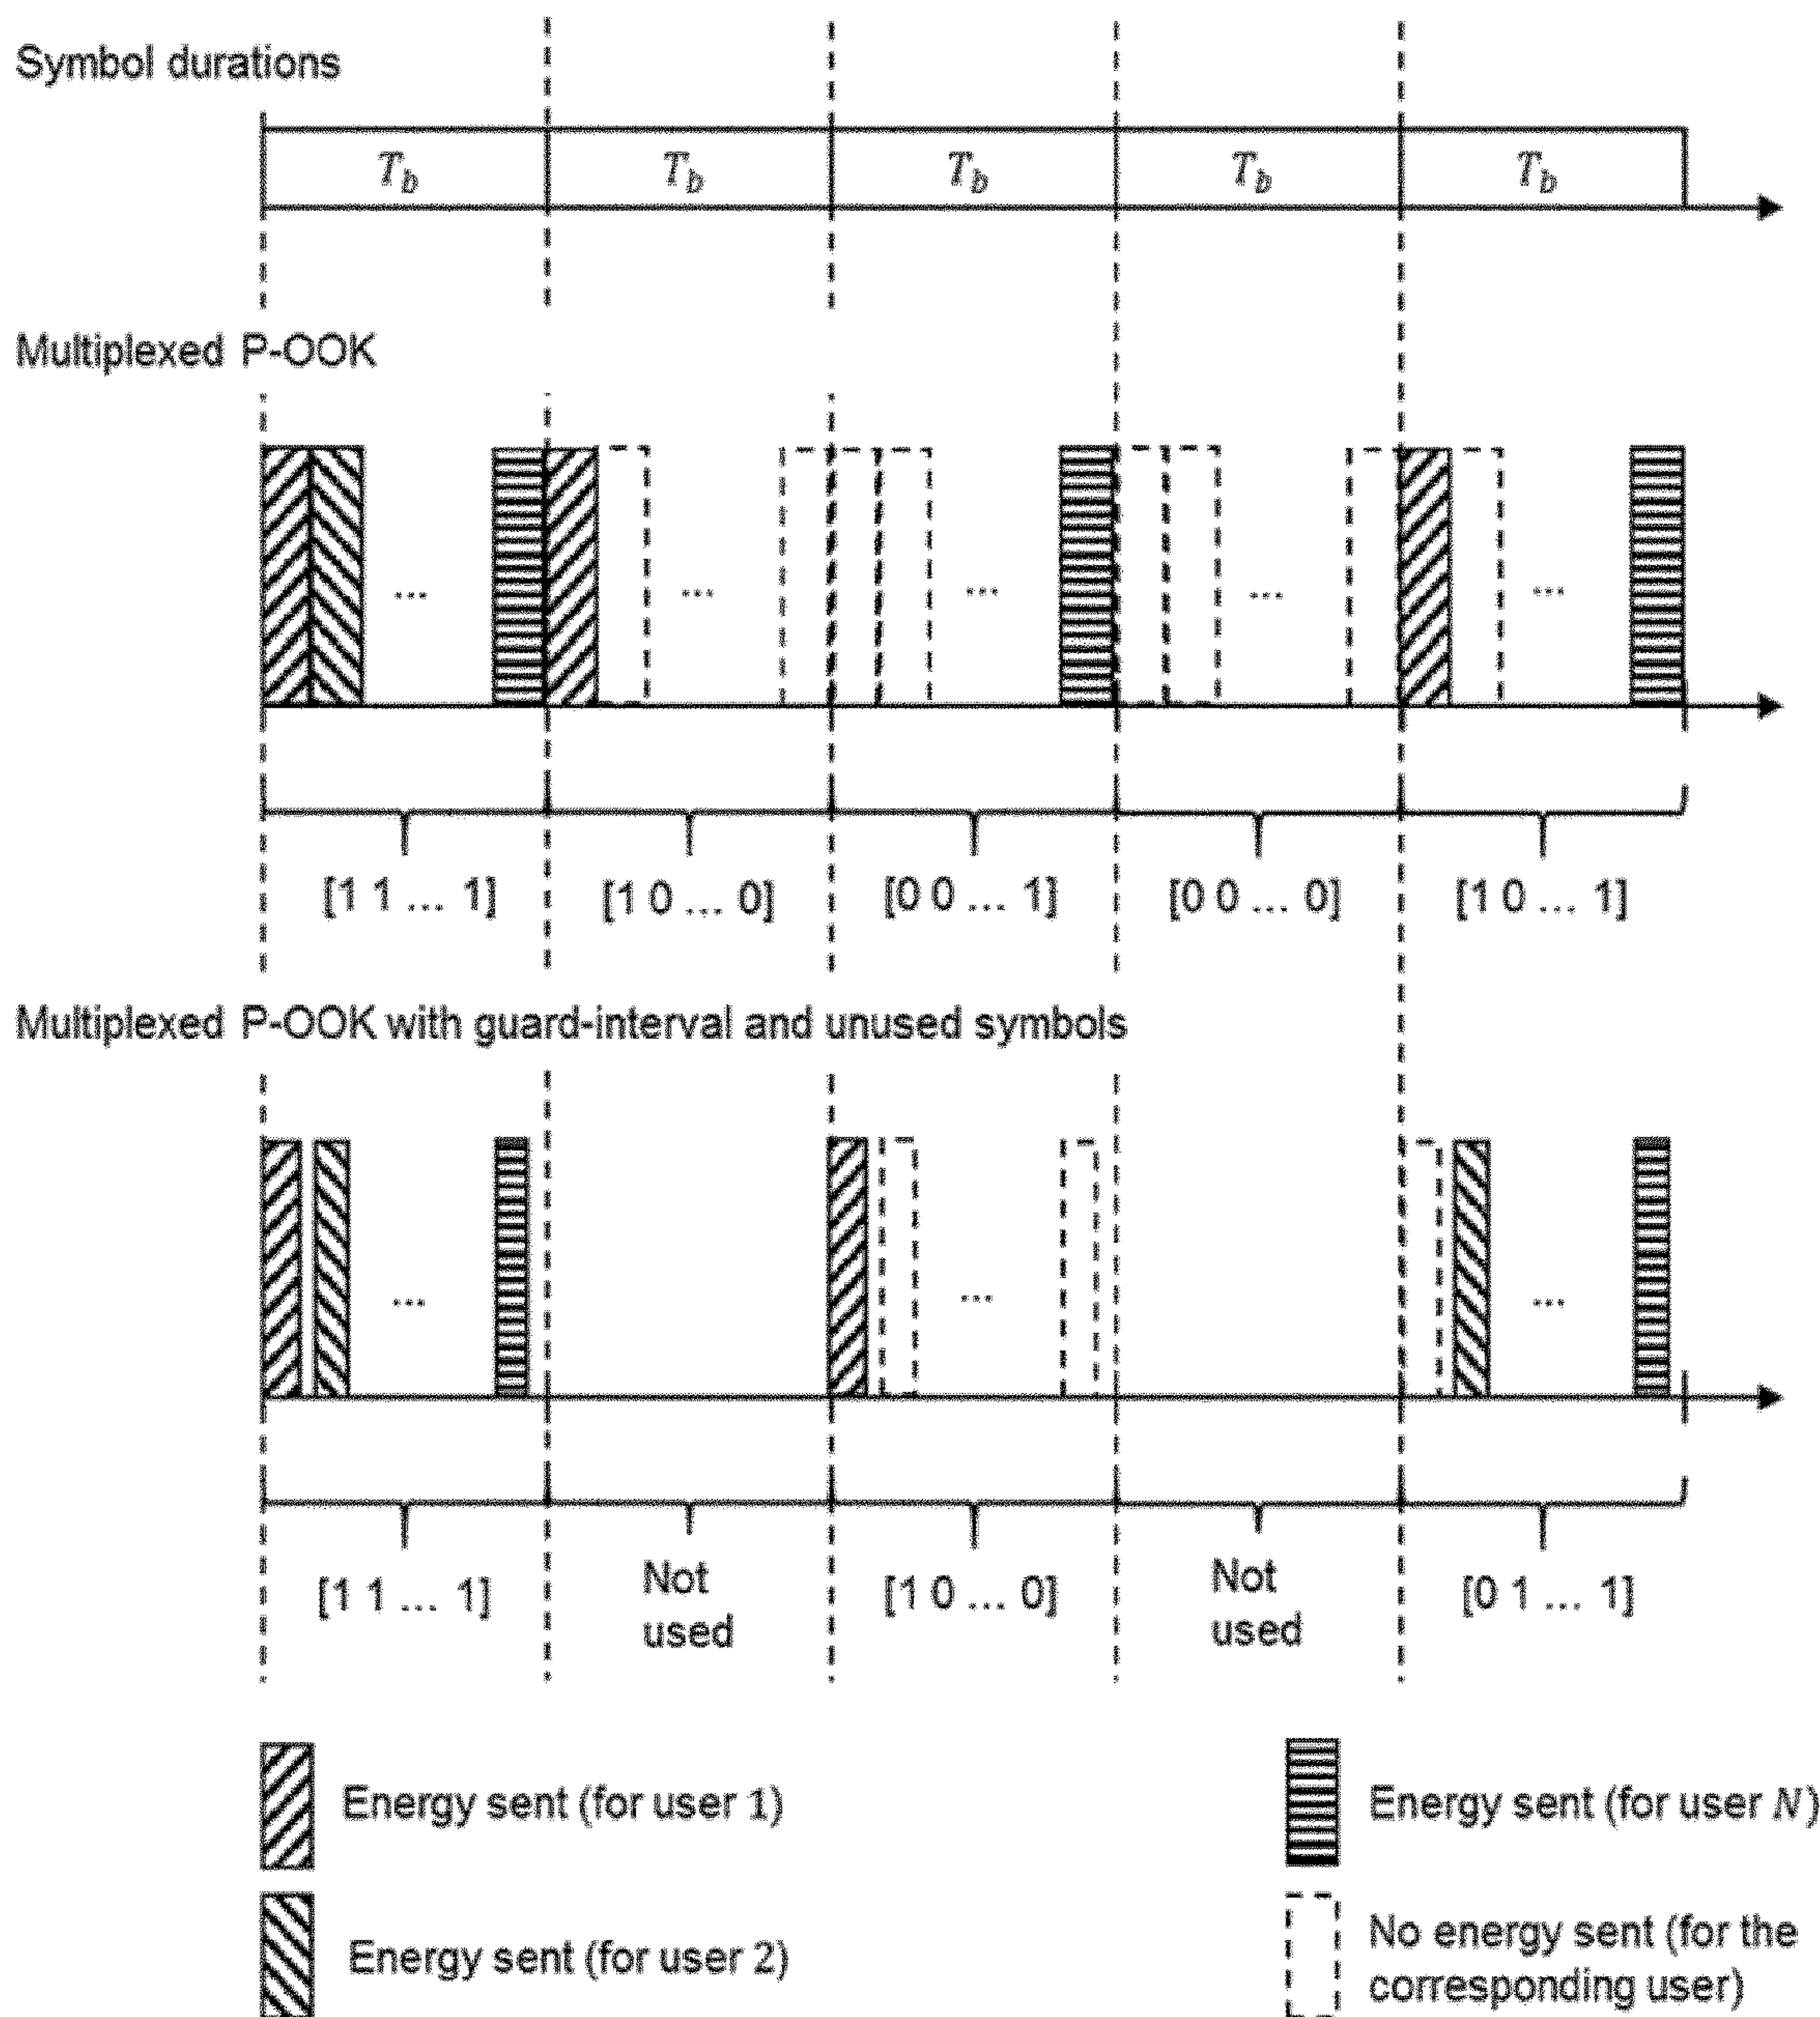 Symbol durations
T_b T_b T_b T_b T_b
Multiplexed P-OOK
... ... ... ... ...
[1 1 ... 1] [1 0 ... 0] [0 0 ... 1] [0 0 ... 0] [1 0 ... 1]
Multiplexed P-OOK with guard-interval and unused symbols
... ... ...
[1 1 ... 1] Not used [1 0 ... 0] Not used [0 1 ... 1]
Energy sent (for user 1)
Energy sent (for user 2)
Energy sent (for user N)
No energy sent (for the
corresponding user)